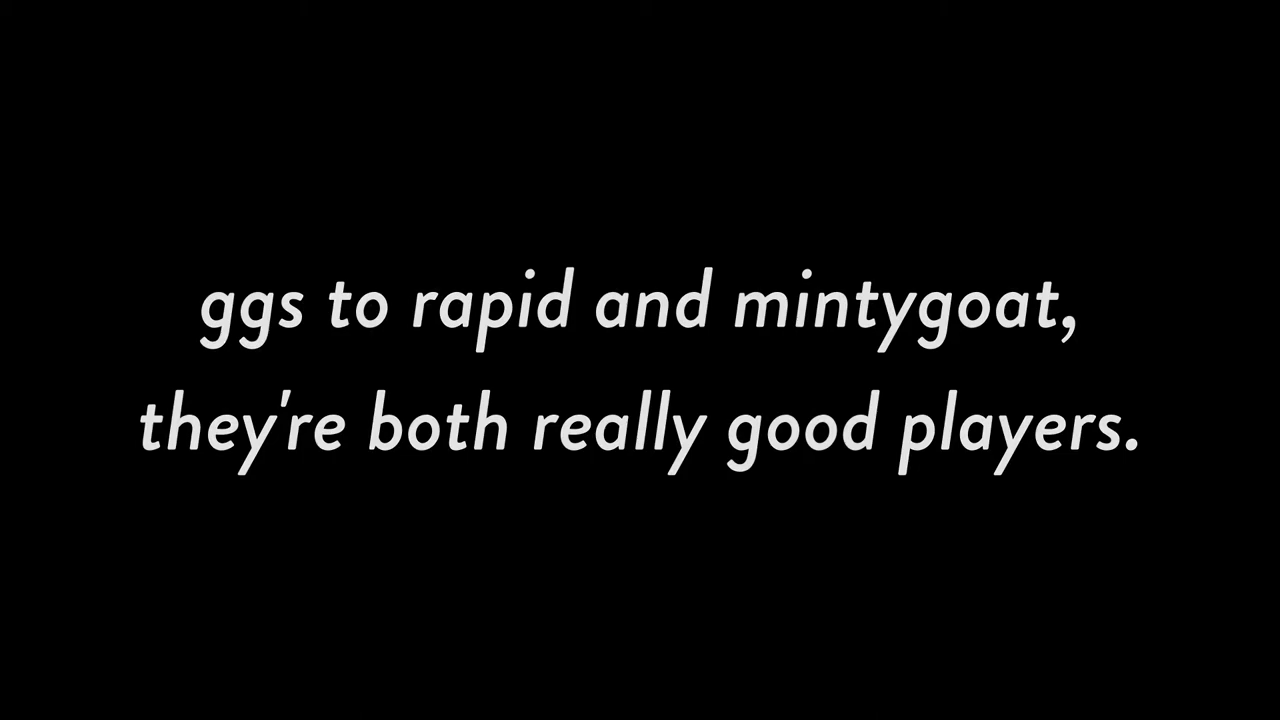 ggs to rapid and mintygoat,
they're both really good players.